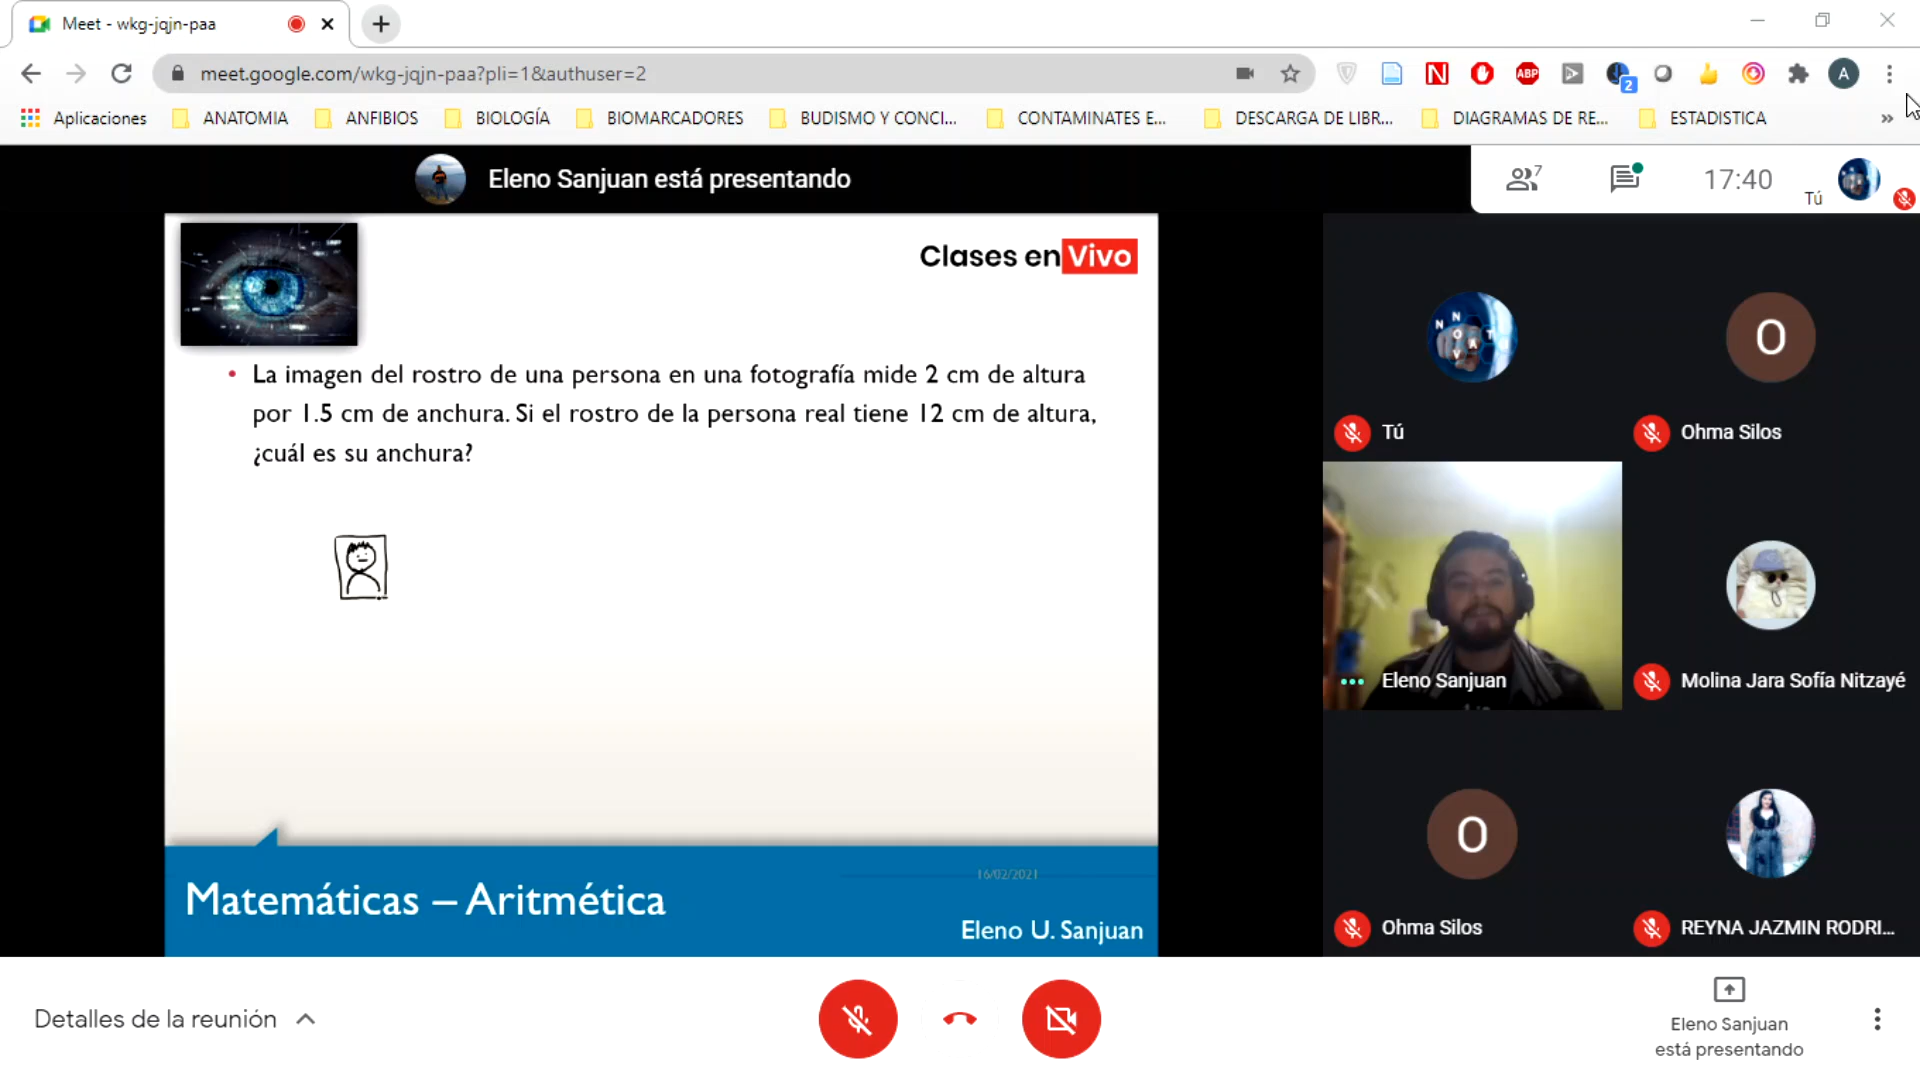 Meet - wkg-jqjn-paa
meet.google.com/wkg-jqjn-paa?pli=1&authuser=2
N
ABP
2
A
Aplicaciones
ANATOMIA
ANFIBIOS
BIOLOGÍA
BIOMARCADORES
BUDISMO Y CONCI...
CONTAMINATES E...
DESCARGA DE LIBR...
DIAGRAMAS DE RE...
ESTADISTICA
»
Eleno Sanjuan está presentando
7
17:40
Tú
Clases en Vivo
• La imagen del rostro de una persona en una fotografía mide 2 cm de altura
por 1.5 cm de anchura. Si el rostro de la persona real tiene 12 cm de altura,
¿cuál es su anchura?
Matemáticas – Aritmética
16/02/2021
Eleno U. Sanjuan
O
Tú
Ohma Silos
Eleno Sanjuan
Molina Jara Sofía Nitzayé
O
Ohma Silos
REYNA JAZMIN RODRI...
Detalles de la reunión
Eleno Sanjuan
está presentando